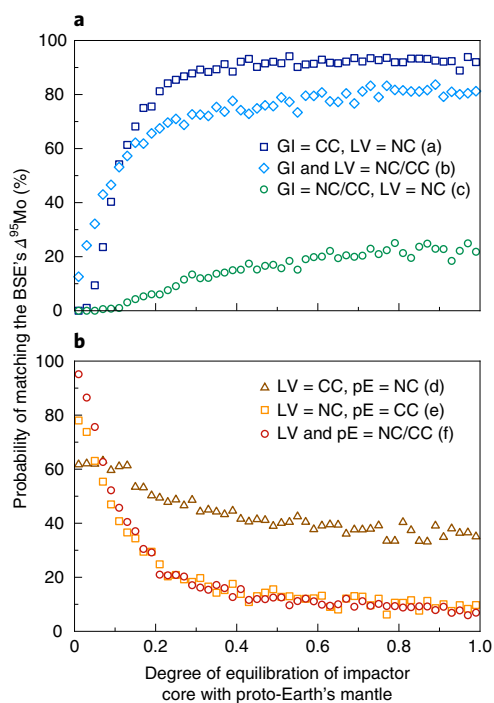 a
100
80
60
40
20
0
GI = CC, LV = NC (a)
GI and LV = NC/CC (b)
GI = NC/CC, LV = NC (c)
Probability of matching the BSE's Δ⁹⁵Mo (%)
b
100
80
60
40
20
0
LV = CC, pE = NC (d)
LV = NC, pE = CC (e)
LV and pE = NC/CC (f)
0 0.2 0.4 0.6 0.8 1.0
Degree of equilibration of impactor
core with proto-Earth's mantle